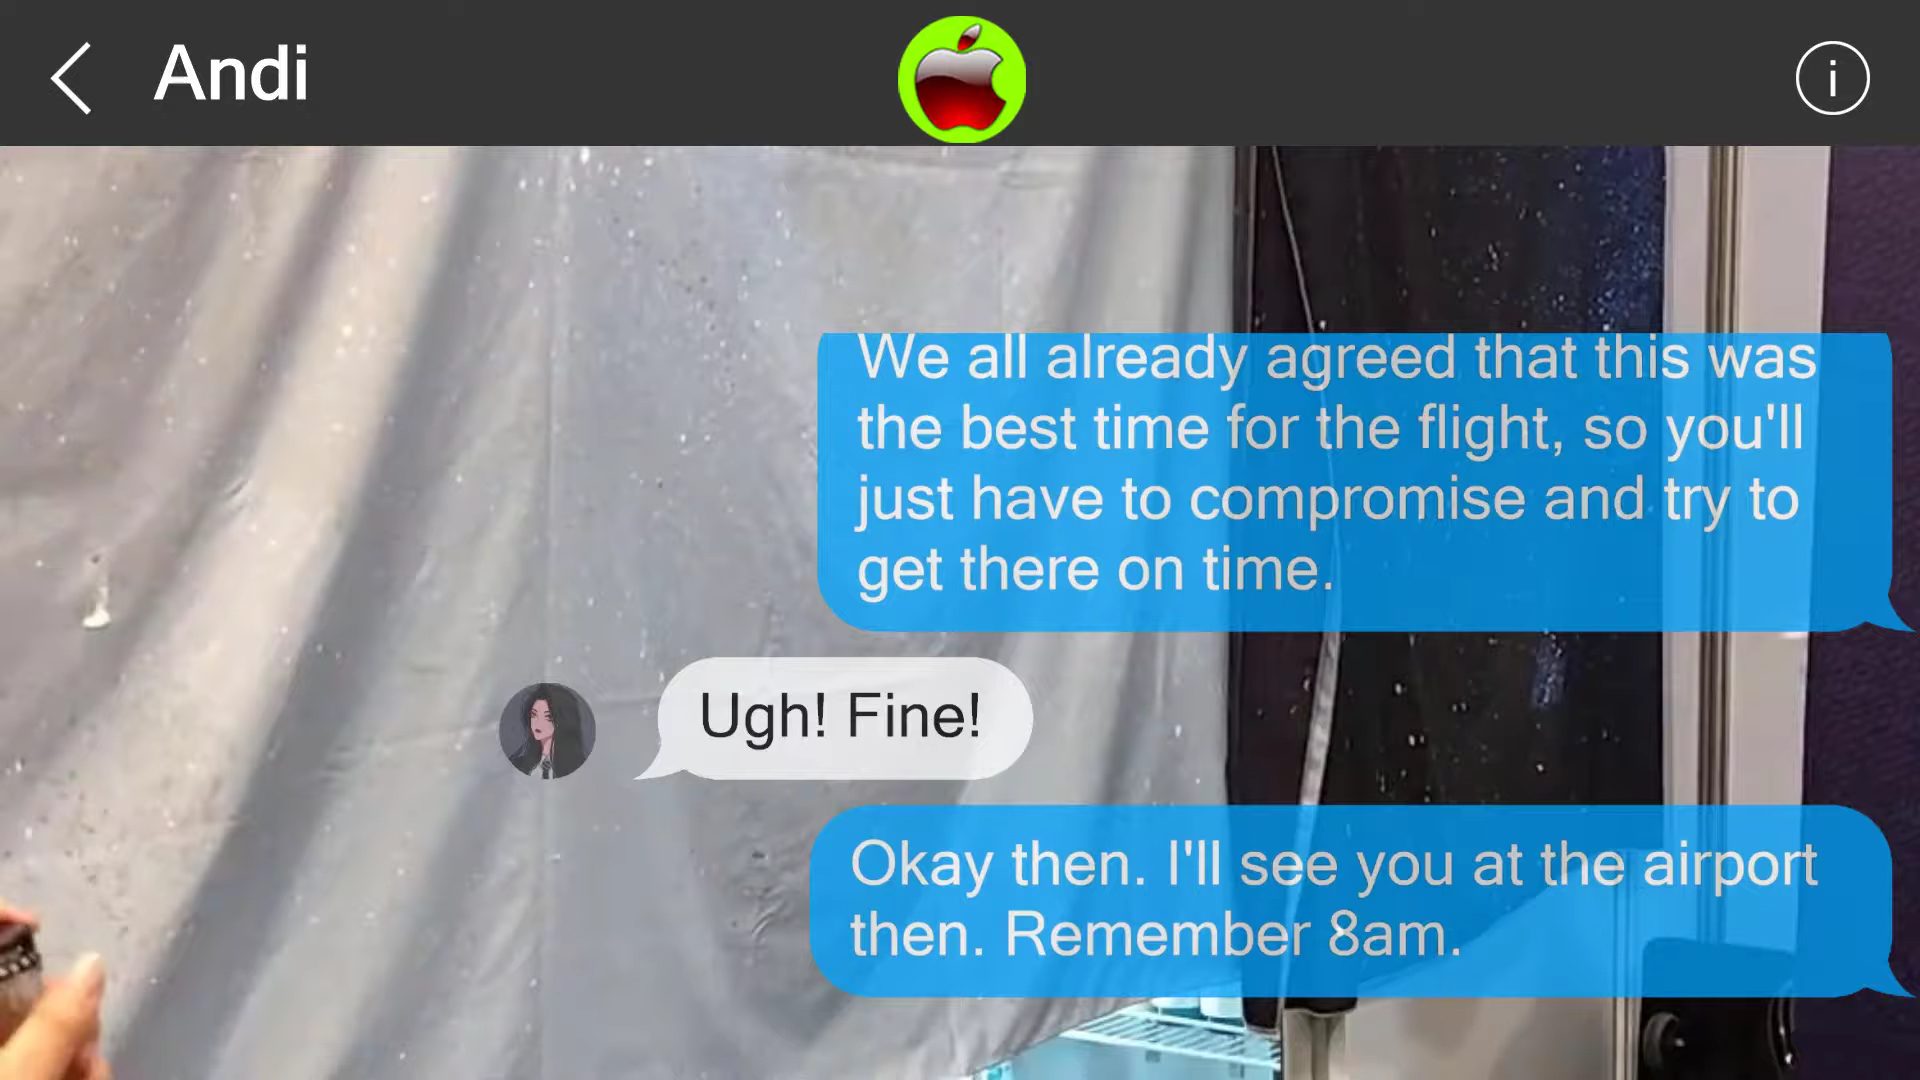 Andi
We all already agreed that this was
the best time for the flight, so you'll
just have to compromise and try to
get there on time.
Ugh! Fine!
Okay then. I'll see you at the airport
then. Remember 8am.